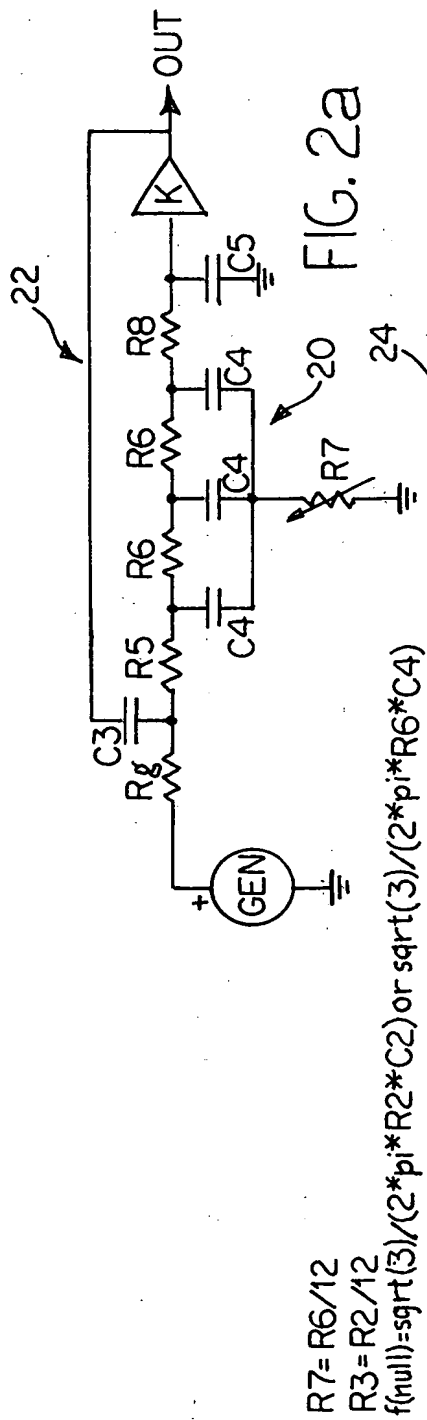 22
C3
Rg
R5
R6
R6
R8
K
OUT
+
GEN
C4
C4
C4
C5
20
R7
FIG. 2a
24
R7= R6/12
R3= R2/12
f(null)=sqrt(3)/(2*pi*R2*C2) or sqrt(3)/(2*pi*R6*C4)